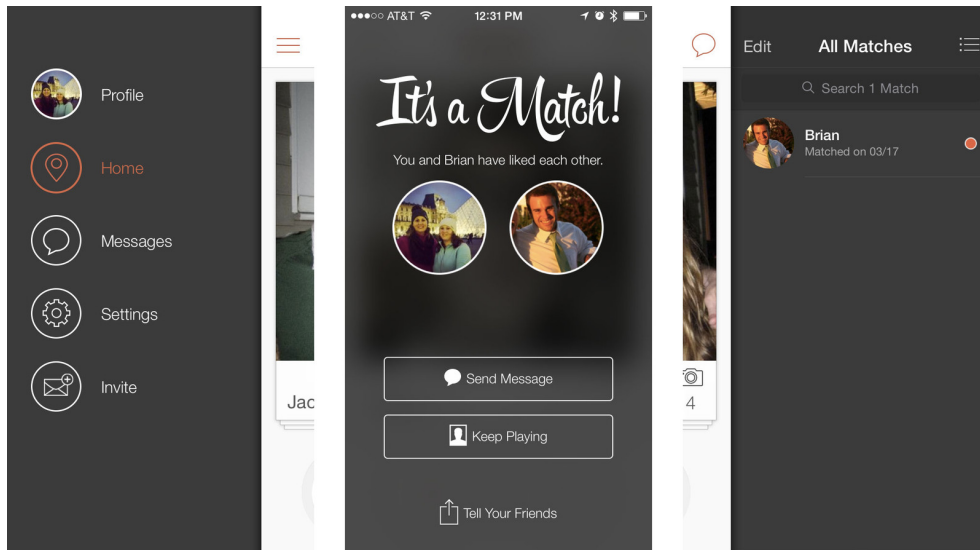 Profile
Home
Messages
Settings
Invite
Jac
AT&T
12:31 PM
It's a Match!
You and Brian have liked each other.
Send Message
Keep Playing
Tell Your Friends
4
Edit
All Matches
Search 1 Match
Brian
Matched on 03/17